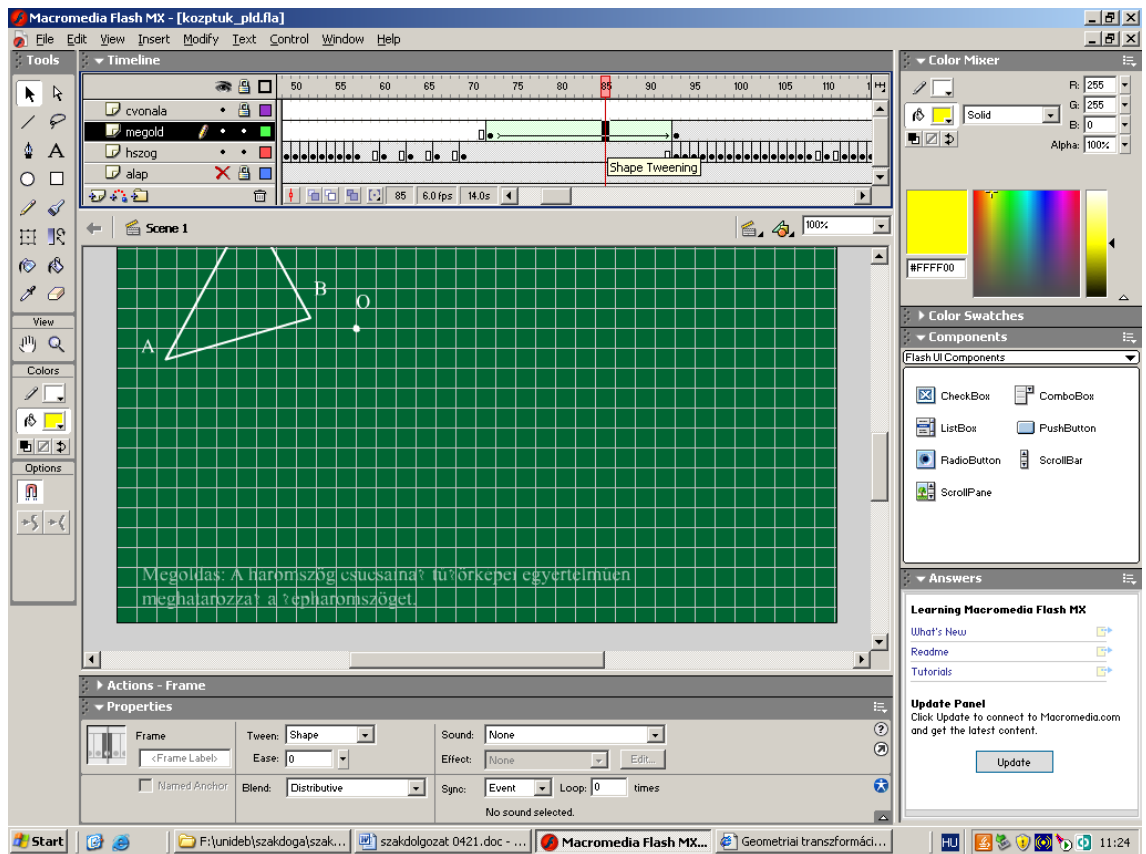 Macromedia Flash MX - [kozptuk_pld.fla]
File Edit View Insert Modify Text Control Window Help
Tools
Timeline
50 55 60 65 70 75 80 85 90 95 100 105 110
cvonala
megold
hszog
alap
Shape Tweening
85 6.0 fps 14.0s
Scene 1
100%
B
O
A
Megoldás: A háromszög csúcsaina? tü?örképei egyértelműen
meghatározza? a ?épháromszöget.
View
Colors
Options
Actions - Frame
Properties
Frame
<Frame Label>
Named Anchor
Tween: Shape
Ease: 0
Blend: Distributive
Sound: None
Effect: None Edit...
Sync: Event Loop: 0 times
No sound selected.
Color Mixer
R: 255
G: 255
B: 0
Solid
Alpha: 100%
#FFFF00
Color Swatches
Components
Flash UI Components
CheckBox ComboBox
ListBox PushButton
RadioButton ScrollBar
ScrollPane
Answers
Learning Macromedia Flash MX
What's New
Readme
Tutorials
Update Panel
Click Update to connect to Macromedia.com
and get the latest content.
Update
Start F:\unideb\szakdoga\szak... szakdolgozat 0421.doc - ... Macromedia Flash MX... Geometriai transzformáci... HU 11:24